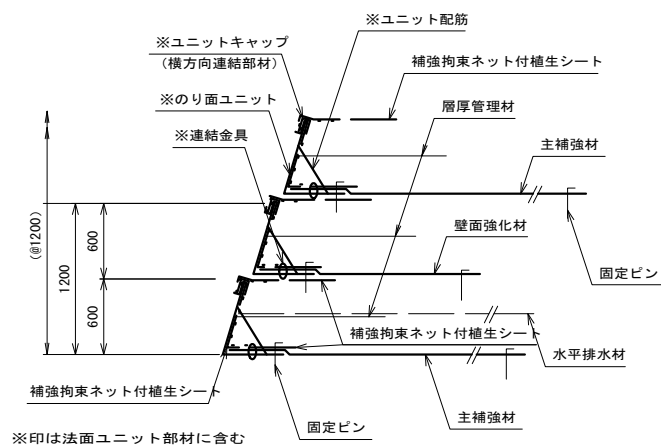 ※ユニット配筋
※ユニットキャップ
(横方向連結部材)
補強拘束ネット付植生シート
※のり面ユニット
層厚管理材
※連結金具
主補強材
(@1200)
1200
600
600
壁面強化材
固定ピン
補強拘束ネット付植生シート
水平排水材
補強拘束ネット付植生シート
主補強材
固定ピン
※印は法面ユニット部材に含む